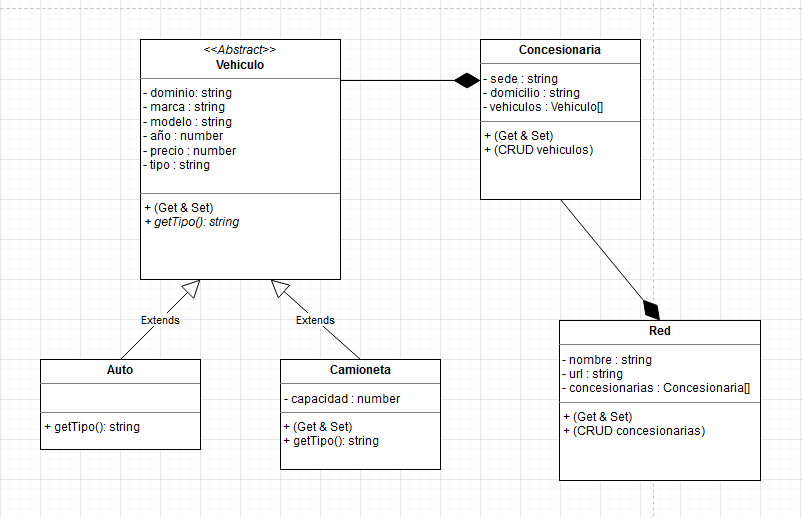 <<Abstract>>
Vehiculo
- dominio: string
- marca : string
- modelo : string
- año : number
- precio : number
- tipo : string
+ (Get & Set)
+ getTipo(): string
Concesionaria
- sede : string
- domicilio : string
- vehiculos : Vehiculo[]
+ (Get & Set)
+ (CRUD vehiculos)
Extends
Extends
Auto
+ getTipo(): string
Camioneta
- capacidad : number
+ (Get & Set)
+ getTipo(): string
Red
- nombre : string
- url : string
- concesionarias : Concesionaria[]
+ (Get & Set)
+ (CRUD concesionarias)